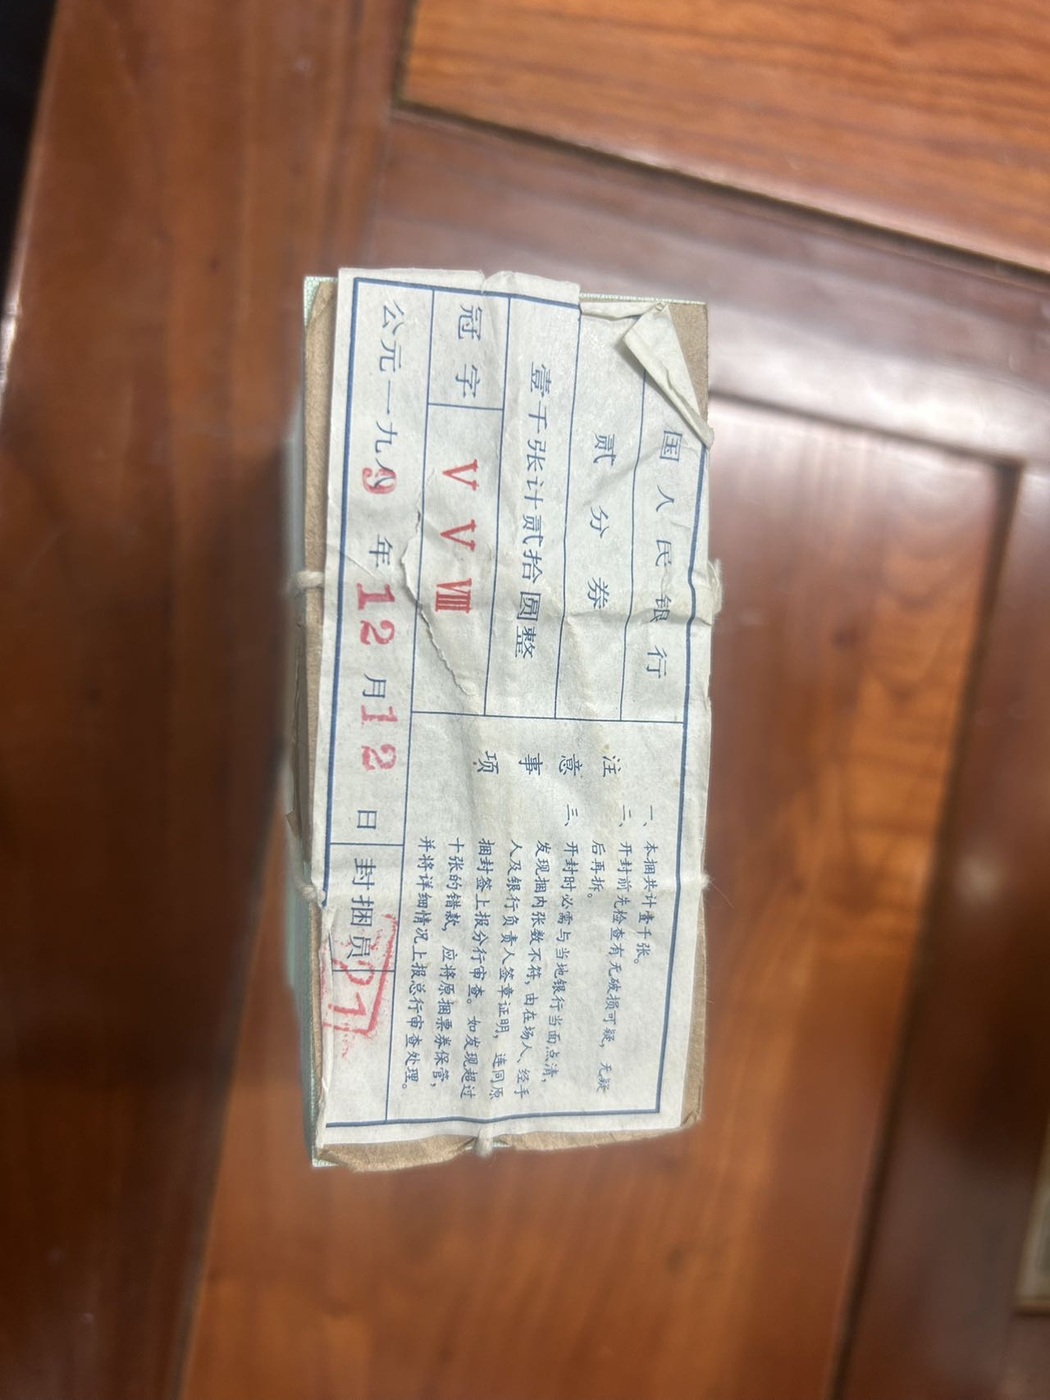 国人民银行
贰分券
壹千张计贰拾圆整
冠字 V V Ⅷ
公元一九八9年12月12日 封捆员 21
注意事项
一、本捆共计壹千张。
二、开封前先检查有无破损可疑，无疑
后再拆。
三、开封时必需与当地银行当面点清，
发现捆内张数不符，由在场人、经手
人及银行负责人签章证明，连同原
捆封签上报分行审查。如发现超过
十张的错款，应将原捆票券保管，
并将详细情况上报总行审查处理。